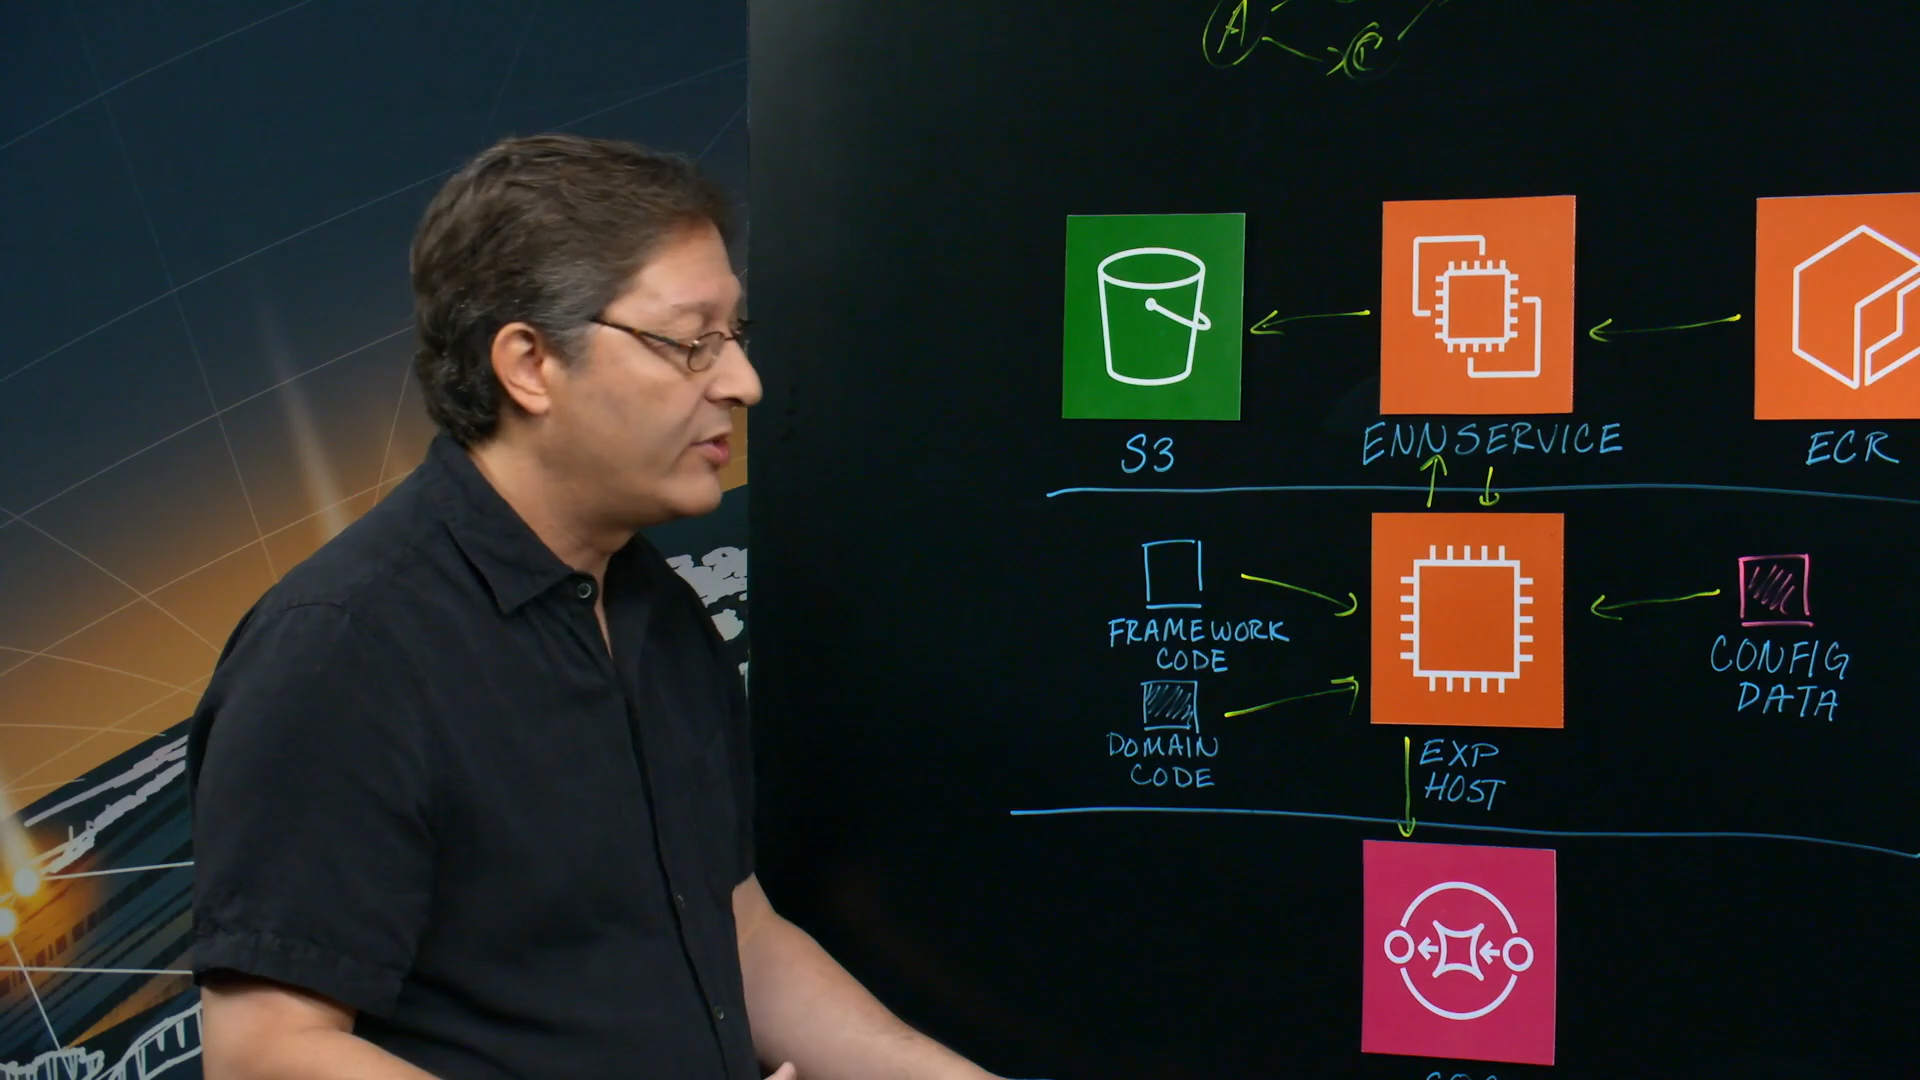 A
S3
ENNSERVICE
ECR
FRAMEWORK
CODE
CONFIG
DATA
DOMAIN
CODE
EXP
HOST